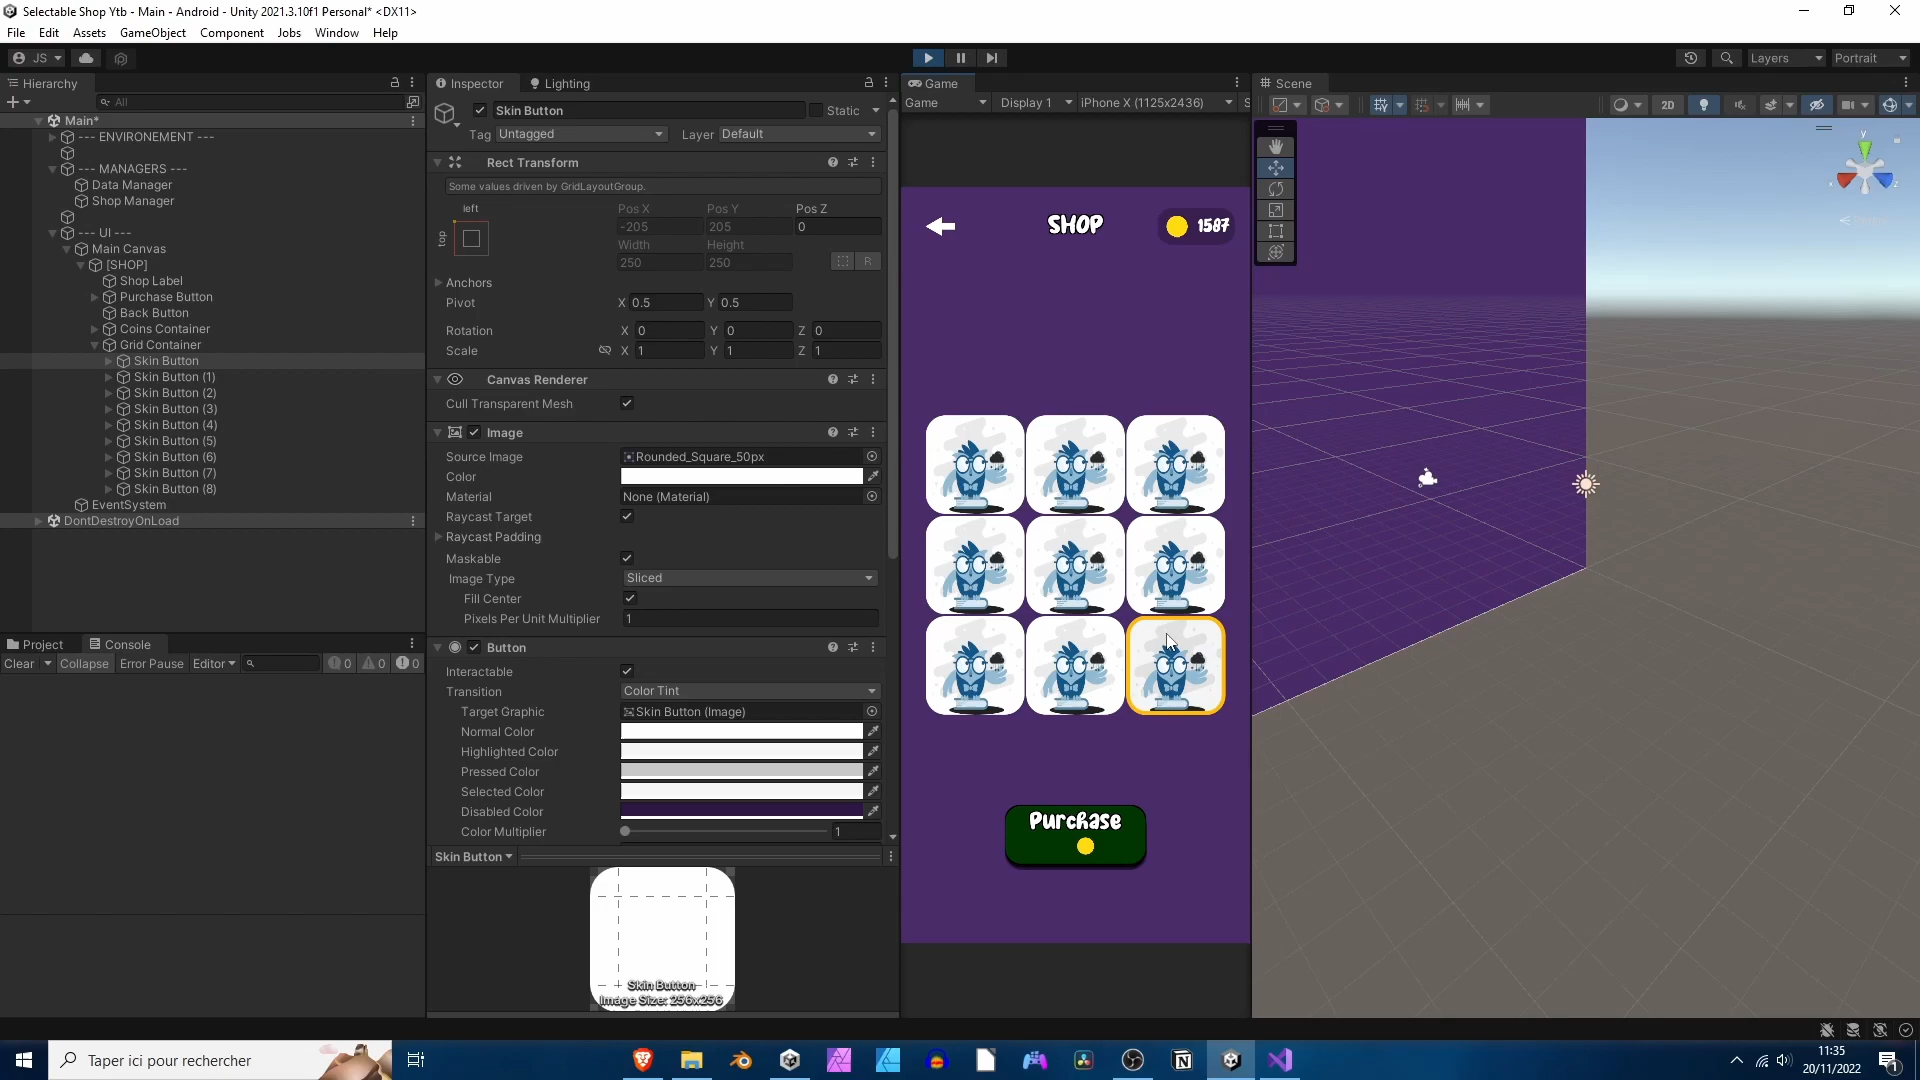 Selectable Shop Ytb - Main - Android - Unity 2021.3.10f1 Personal* <DX11>
File Edit Assets GameObject Component Jobs Window Help
JS
Layers
Portrait
Hierarchy
All
Main*
--- ENVIRONEMENT ---
--- MANAGERS ---
Data Manager
Shop Manager
--- UI ---
Main Canvas
[SHOP]
Shop Label
Purchase Button
Back Button
Coins Container
Grid Container
Skin Button
Skin Button (1)
Skin Button (2)
Skin Button (3)
Skin Button (4)
Skin Button (5)
Skin Button (6)
Skin Button (7)
Skin Button (8)
EventSystem
DontDestroyOnLoad
Project
Console
Clear
Collapse
Error Pause
Editor
0
0
0
Inspector
Lighting
Skin Button
Static
Tag Untagged
Layer Default
Rect Transform
Some values driven by GridLayoutGroup.
left
top
Pos X Pos Y Pos Z
-205 205 0
Width Height
250 250
R
Anchors
Pivot X 0.5 Y 0.5
Rotation X 0 Y 0 Z 0
Scale X 1 Y 1 Z 1
Canvas Renderer
Cull Transparent Mesh
Image
Source Image Rounded_Square_50px
Color
Material None (Material)
Raycast Target
Raycast Padding
Maskable
Image Type Sliced
Fill Center
Pixels Per Unit Multiplier 1
Button
Interactable
Transition Color Tint
Target Graphic Skin Button (Image)
Normal Color
Highlighted Color
Pressed Color
Selected Color
Disabled Color
Color Multiplier 1
Skin Button
Skin Button
Image Size: 256x256
Game
Game Display 1 iPhone X (1125x2436) S
SHOP
1587
Purchase
Scene
2D
y
x
z
Taper ici pour rechercher
11:35
20/11/2022
1